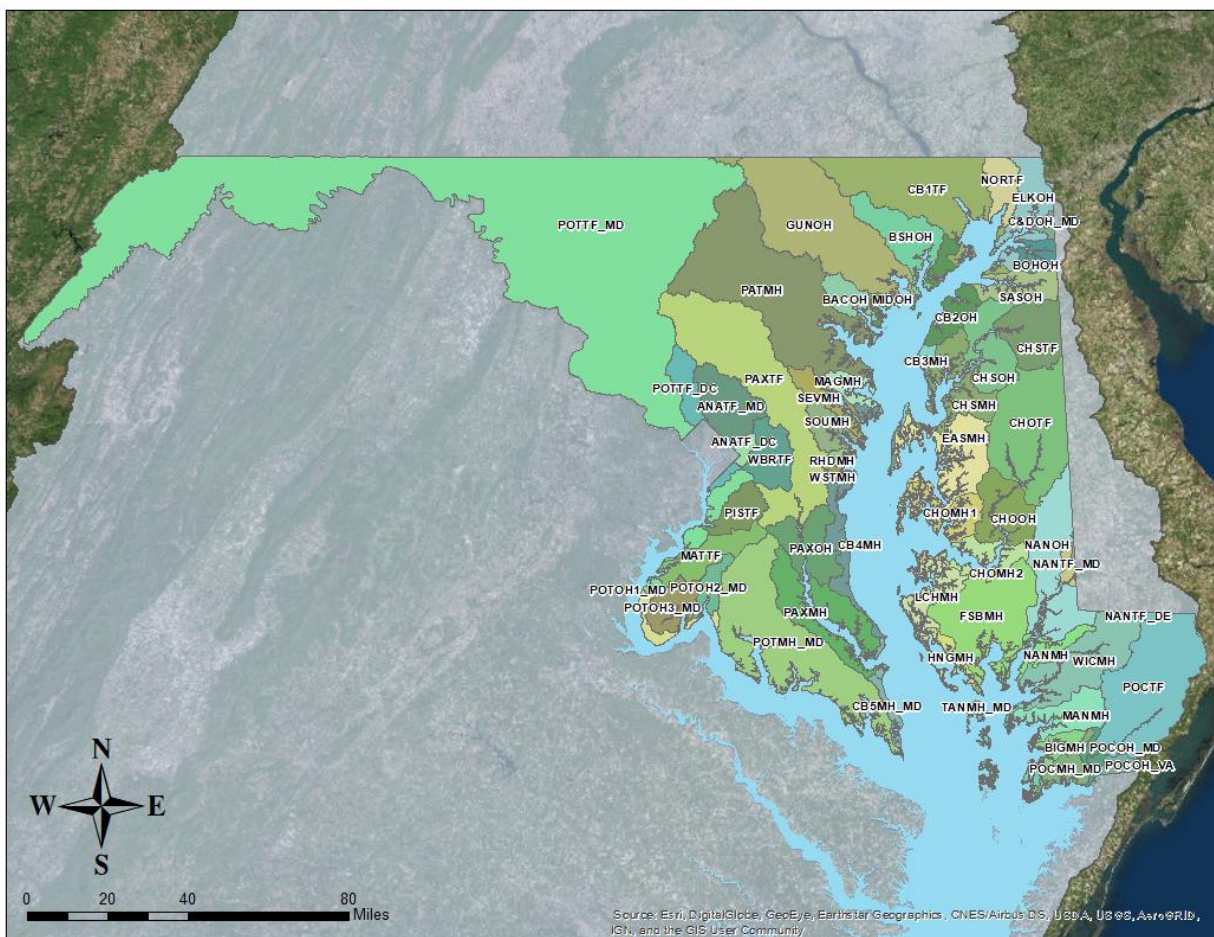 NORTF
CB1TF
ELKOH
C&DOH_MD
POTTF_MD
GUNOH
BSHOH
BOHOH
PATMH
BACOH
MIDOH
SASOH
CB2OH
CHSTF
CB3MH
POTTF_DC
PAXTF
MAGMH
CHSOH
ANATF_MD
SEVMH
CHSMH
SOUMH
CHOTF
ANATF_DC
EASMH
WBRTF
RHDMH
WSTMH
PISTF
CHOMH1
CHOOH
MATTF
PAXOH
CB4MH
NANOH
NANTF_MD
CHOMH2
POTOH1_MD
POTOH2_MD
LCHMH
POTOH3_MD
PAXMH
FSBMH
NANTF_DE
POTMH_MD
HNGMH
NANMH
WICMH
POCTF
CB5MH_MD
TANMH_MD
MANMH
BIGMH
POCOH_MD
POCMH_MD
POCOH_VA
N
W
E
S
0
20
40
80
Miles
Source: Esri, DigitalGlobe, GeoEye, Earthstar Geographics, CNES/Airbus DS, USDA, USGS, AeroGRID,
IGN, and the GIS User Community